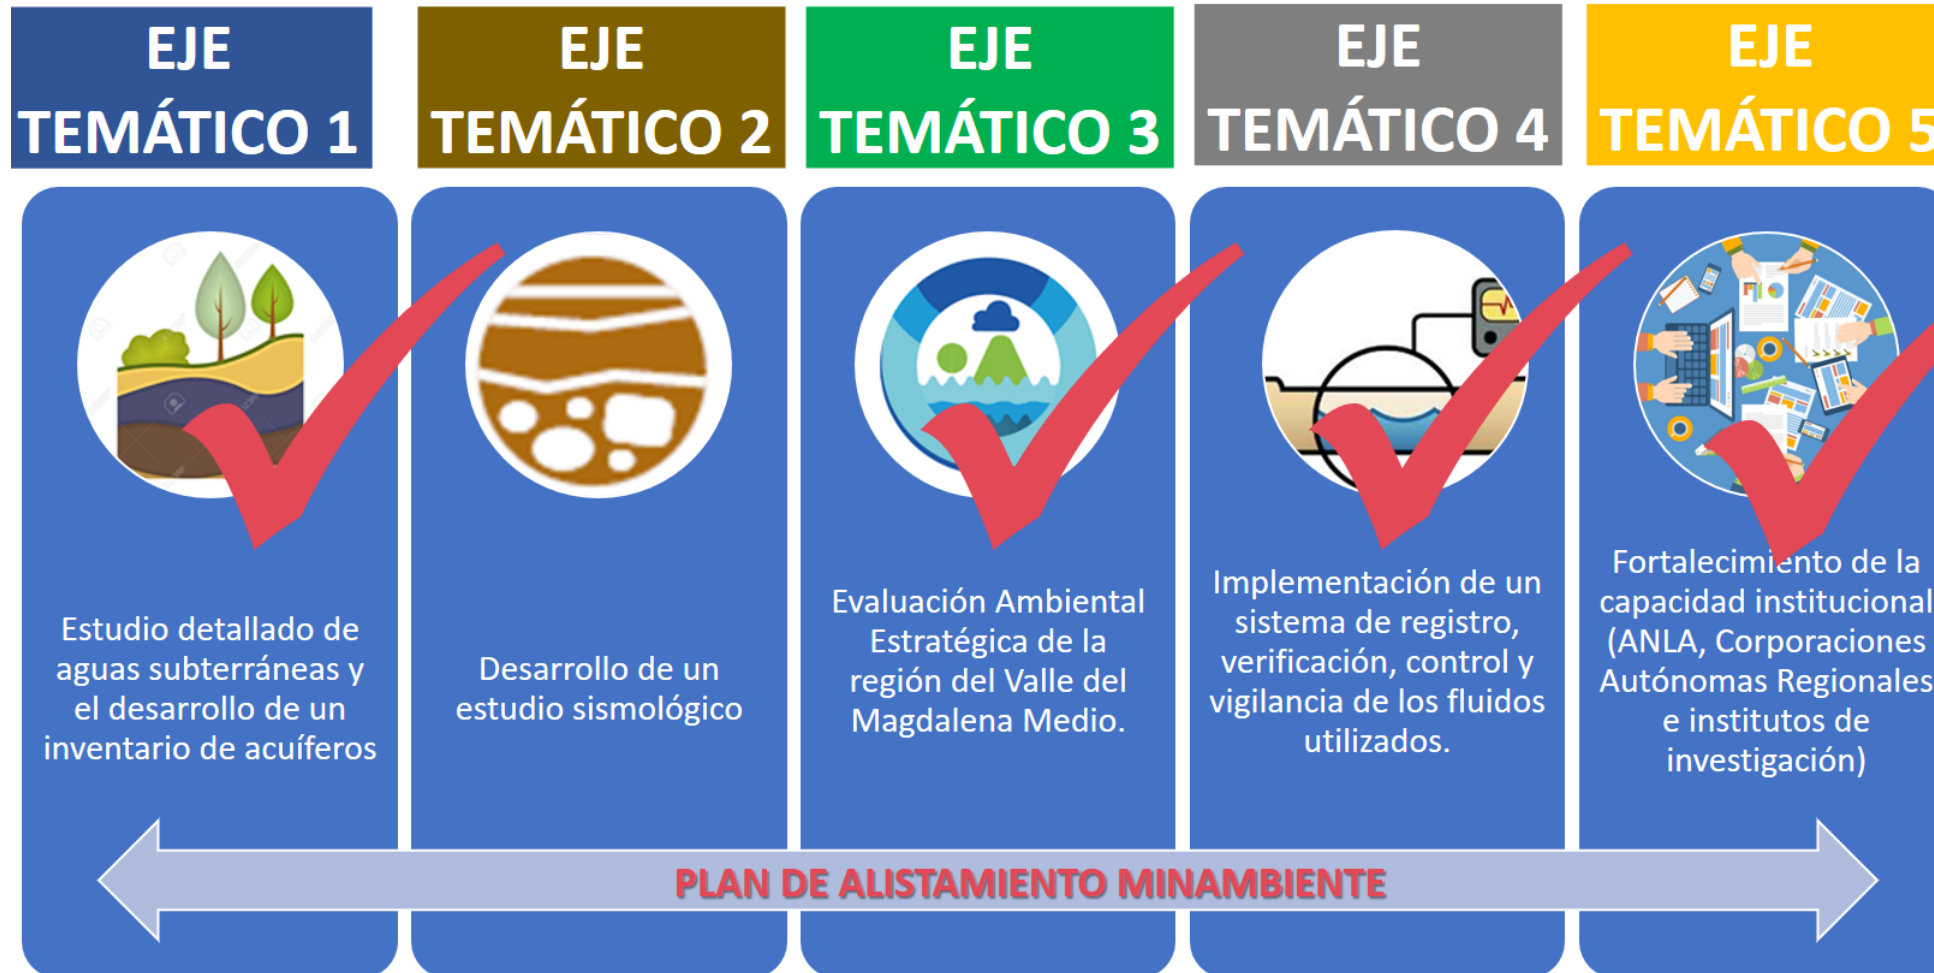 EJE
TEMÁTICO 1
EJE
TEMÁTICO 2
EJE
TEMÁTICO 3
EJE
TEMÁTICO 4
EJE
TEMÁTICO 5
Estudio detallado de
aguas subterráneas y
el desarrollo de un
inventario de acuíferos
Desarrollo de un
estudio sismológico
Evaluación Ambiental
Estratégica de la
región del Valle del
Magdalena Medio.
Implementación de un
sistema de registro,
verificación, control y
vigilancia de los fluidos
utilizados.
Fortalecimiento de la
capacidad institucional
(ANLA, Corporaciones
Autónomas Regionales
e institutos de
investigación)
PLAN DE ALISTAMIENTO MINAMBIENTE